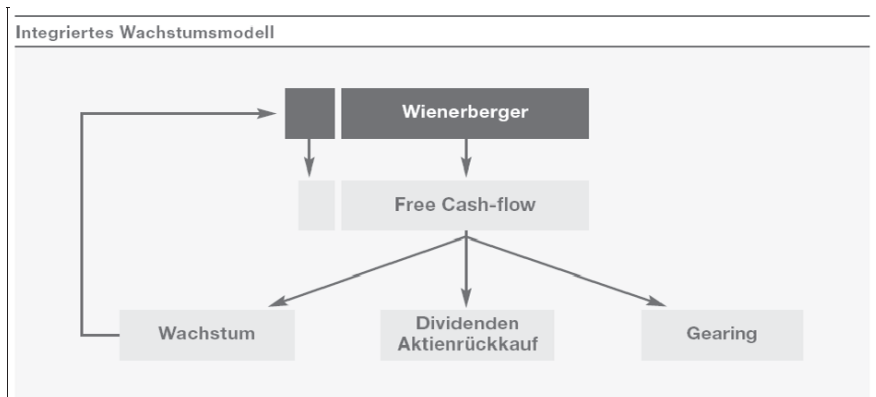 Integriertes Wachstumsmodell
Wienerberger
Free Cash-flow
Wachstum
Dividenden
Aktienrückkauf
Gearing